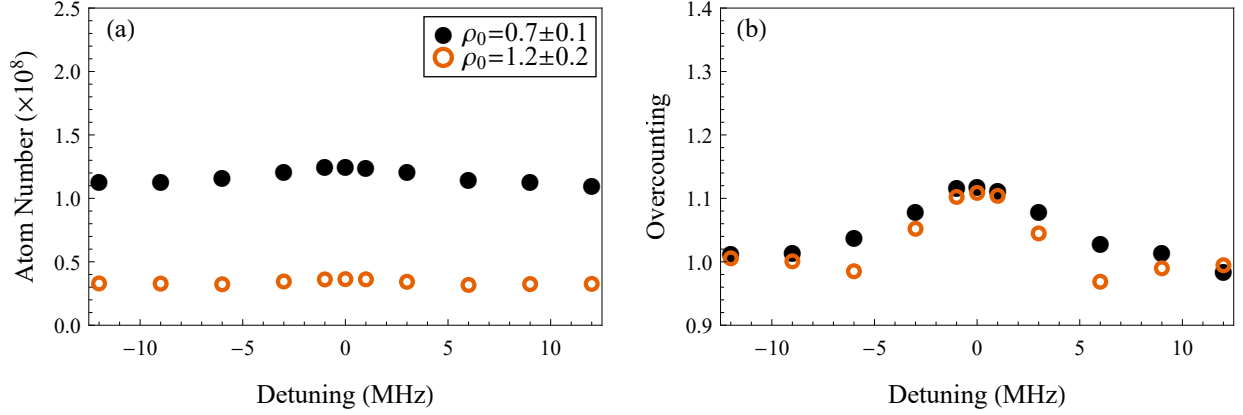 (a)
ρ₀=0.7±0.1
ρ₀=1.2±0.2
2.5
2.0
1.5
1.0
0.5
0.0
Atom Number (×10⁸)
−10 −5 0 5 10
Detuning (MHz)
(b)
1.4
1.3
1.2
1.1
1.0
0.9
Overcounting
−10 −5 0 5 10
Detuning (MHz)